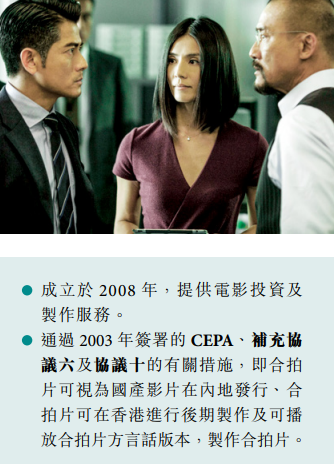 ● 成立於 2008 年，提供電影投資及
製作服務。
● 通過 2003 年簽署的 CEPA、補充協
議六及協議十的有關措施，即合拍
片可視為國產影片在內地發行、合
拍片可在香港進行後期製作及可播
放合拍片方言話版本，製作合拍片。